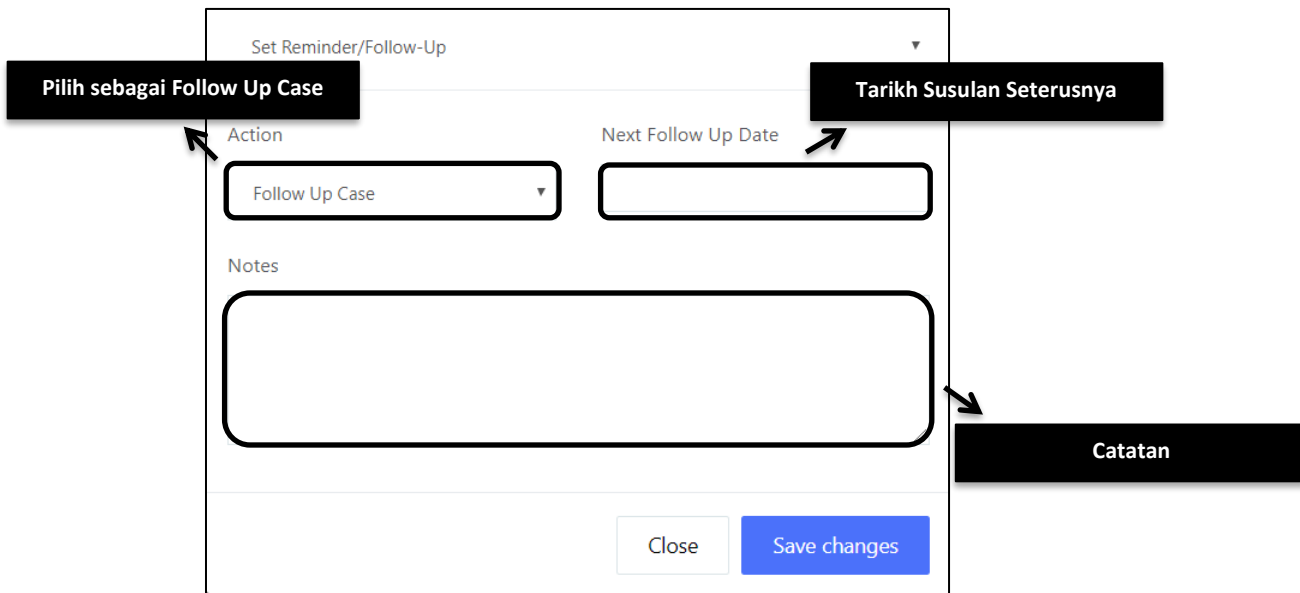 Set Reminder/Follow-Up
Pilih sebagai Follow Up Case
Tarikh Susulan Seterusnya
Action
Next Follow Up Date
Follow Up Case
Notes
Catatan
Close
Save changes